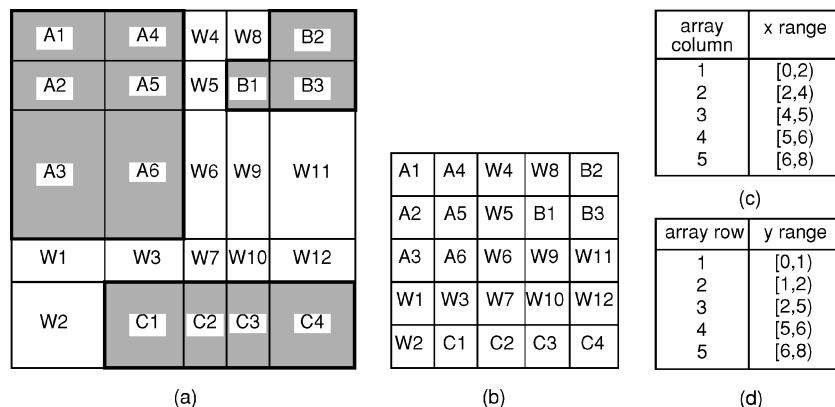 A1 A4 W4 W8 B2
A2 A5 W5 B1 B3
A3 A6 W6 W9 W11
W1 W3 W7 W10 W12
W2 C1 C2 C3 C4
(a)
A1 A4 W4 W8 B2
A2 A5 W5 B1 B3
A3 A6 W6 W9 W11
W1 W3 W7 W10 W12
W2 C1 C2 C3 C4
(b)
array column x range
1 [0,2)
2 [2,4)
3 [4,5)
4 [5,6)
5 [6,8)
(c)
array row y range
1 [0,1)
2 [1,2)
3 [2,5)
4 [5,6)
5 [6,8)
(d)